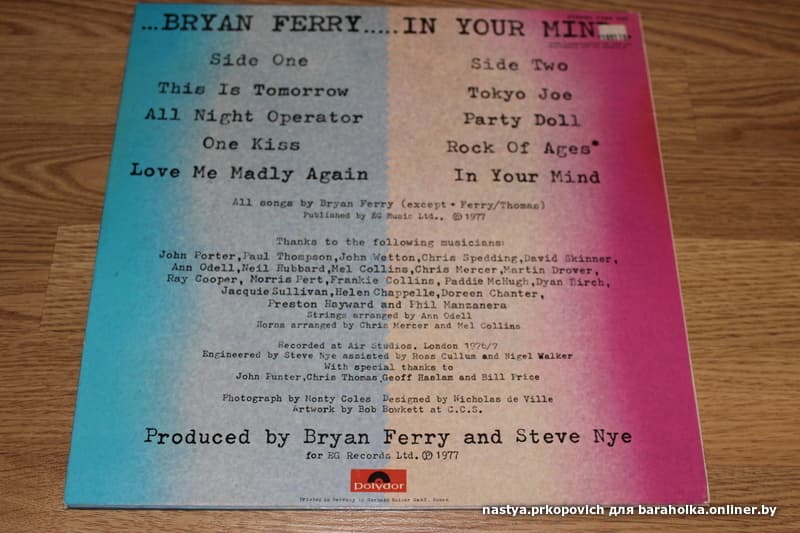 ...BRYAN FERRY.....IN YOUR MIND.
Side One
This Is Tomorrow
All Night Operator
One Kiss
Love Me Madly Again
Side Two
Tokyo Joe
Party Doll
Rock Of Ages*
In Your Mind
All songs by Bryan Ferry (except • Ferry/Thomas)
Published by EG Music Ltd., ℗1977
Thanks to the following musicians:
John Porter,Paul Thompson,John Wetton,Chris Spedding,David Skinner,
Ann Odell,Neil Hubbard,Mel Collins,Chris Mercer,Martin Drover,
Ray Cooper, Morris Pert,Frankie Collins, Paddie McHugh,Dyan Birch,
Jacquie Sullivan,Helen Chappelle,Doreen Chanter,
Preston Hayward and Phil Manzanera
Strings arranged by Ann Odell
Horns arranged by Chris Mercer and Mel Collins
Recorded at Air Studios. London 1976/7
Engineered by Steve Nye assisted by Ross Cullum and Nigel Walker
With special thanks to
John Punter,Chris Thomas,Geoff Haslam and Bill Price
Photograph by Monty Coles Designed by Nicholas de Ville
Artwork by Bob Bowkett at C.C.S.
Produced by Bryan Ferry and Steve Nye
for EG Records Ltd. ℗ 1977
Polydor
Printed in Germany by
nastya.prkopovich для baraholka.onliner.by